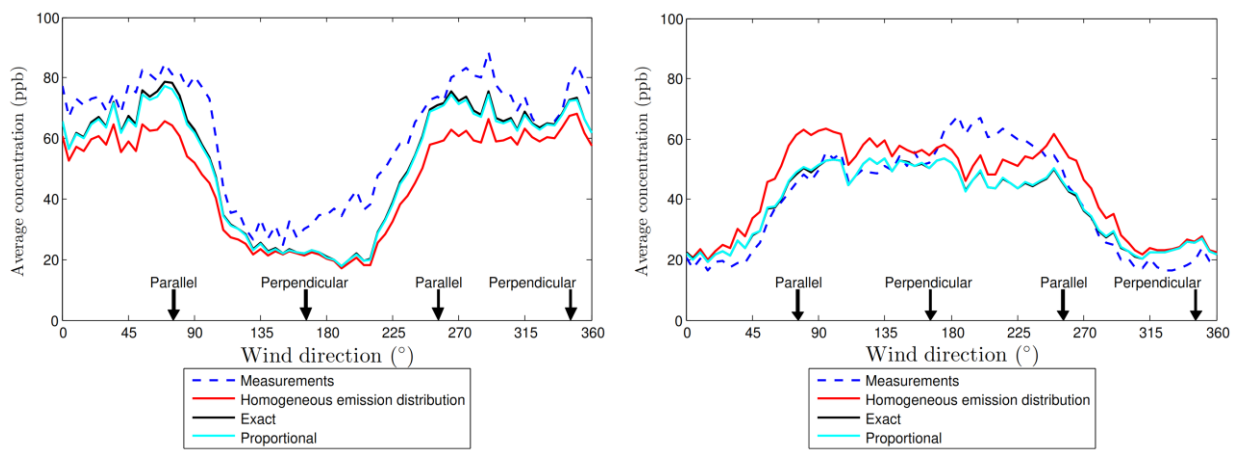 100
80
60
40
20
0
Average concentration (ppb)
Parallel Perpendicular Parallel Perpendicular
0 45 90 135 180 225 270 315 360
Wind direction (°)
Measurements
Homogeneous emission distribution
Exact
Proportional
100
80
60
40
20
0
Average concentration (ppb)
Parallel Perpendicular Parallel Perpendicular
0 45 90 135 180 225 270 315 360
Wind direction (°)
Measurements
Homogeneous emission distribution
Exact
Proportional